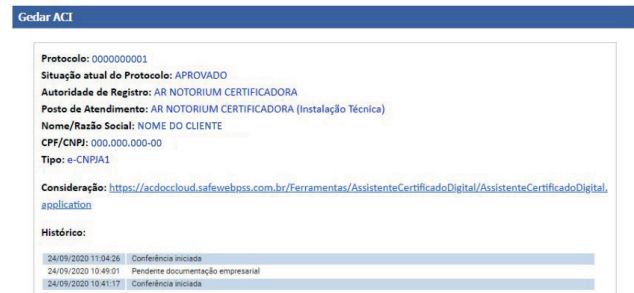 Gedar ACI
Protocolo: 0000000001
Situação atual do Protocolo: APROVADO
Autoridade de Registro: AR NOTORIUM CERTIFICADORA
Posto de Atendimento: AR NOTORIUM CERTIFICADORA (Instalação Técnica)
Nome/Razão Social: NOME DO CLIENTE
CPF/CNPJ: 000.000.000-00
Tipo: e-CNPJA1
Consideração: https://acdoccloud.safewebpss.com.br/Ferramentas/AssistenteCertificadoDigital/AssistenteCertificadoDigital.
application
Histórico:
24/09/2020 11:04:26 Conferência iniciada
24/09/2020 10:49:01 Pendente documentação empresarial
24/09/2020 10:41:17 Conferência iniciada